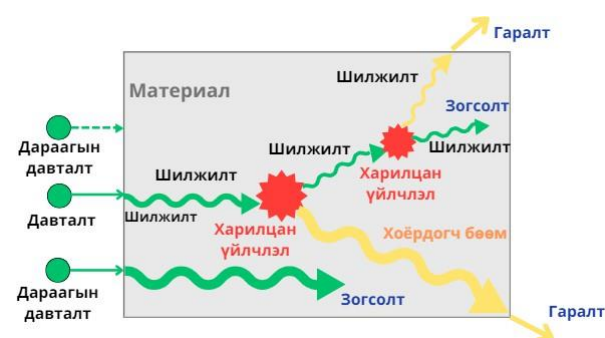 Гаралт
Материал
Шилжилт
Зогсолт
Дараагын
давталт
Шилжилт
Шилжилт
Шилжилт
Харилцан
үйлчлэл
Давталт
Шилжилт
Харилцан
үйлчлэл
Хоёрдогч бөөм
Дараагын
давталт
Зогсолт
Гаралт